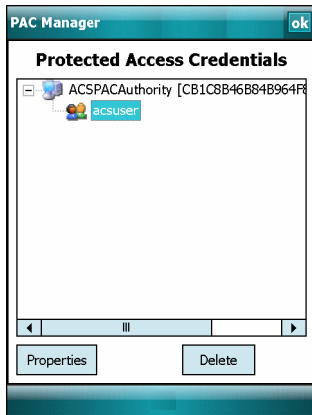 PAC Manager ok
Protected Access Credentials
ACSPACAuthority [CB1C8B46B84B964F8
acsuser
Properties Delete